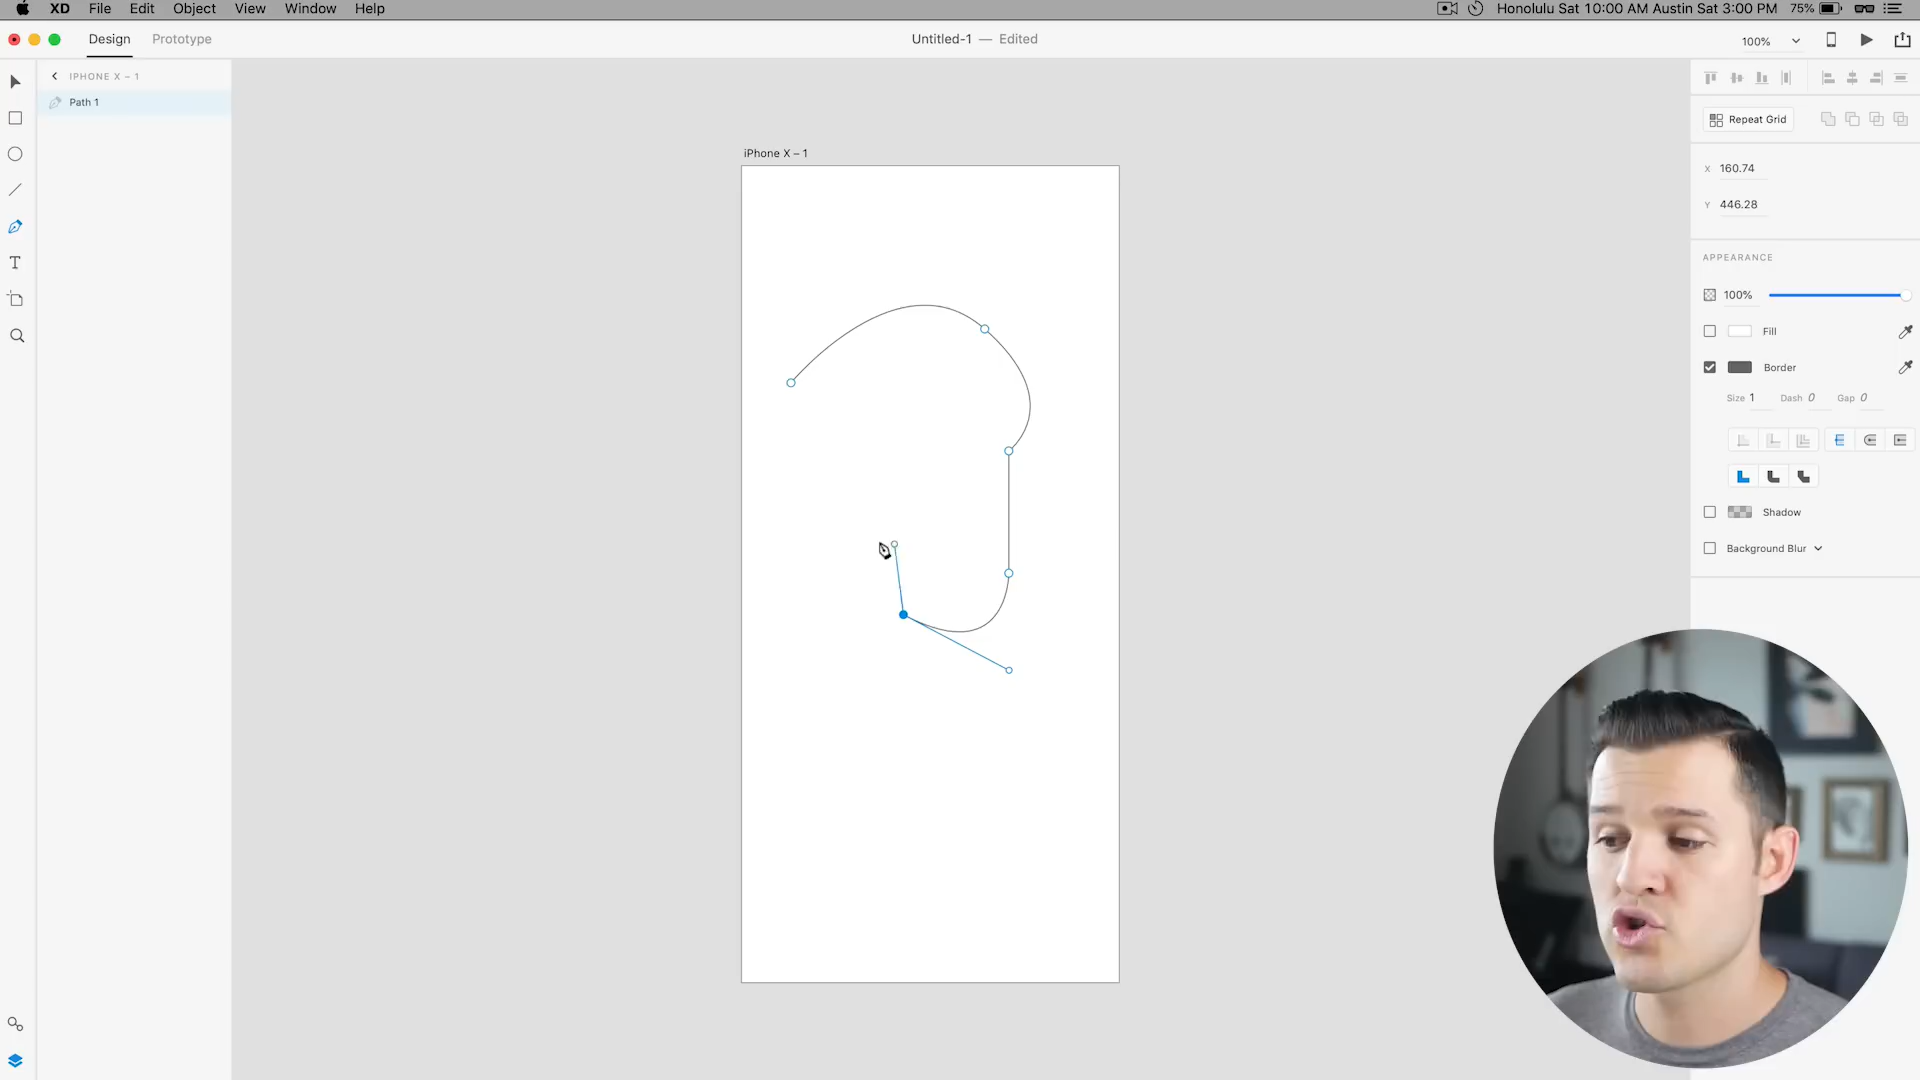 XD File Edit Object View Window Help
Honolulu Sat 10:00 AM Austin Sat 3:00 PM 75%
Design Prototype
Untitled-1 — Edited
100%
IPHONE X – 1
Path 1
iPhone X – 1
Repeat Grid
X 160.74
Y 446.28
APPEARANCE
100%
Fill
Border
Size 1 Dash 0 Gap 0
Shadow
Background Blur
T